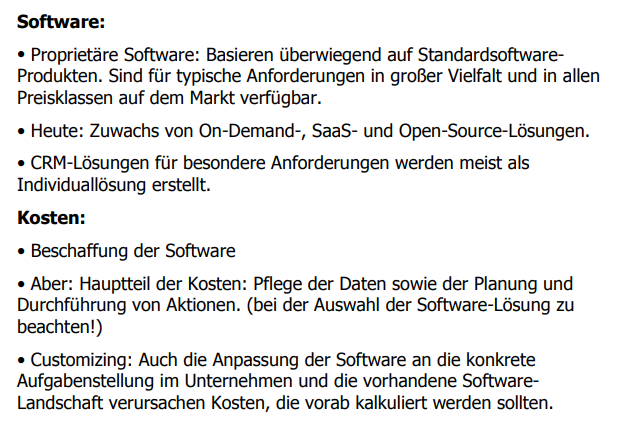 Software:
• Proprietäre Software: Basieren überwiegend auf Standardsoftware-
Produkten. Sind für typische Anforderungen in großer Vielfalt und in allen
Preisklassen auf dem Markt verfügbar.
• Heute: Zuwachs von On-Demand-, SaaS- und Open-Source-Lösungen.
• CRM-Lösungen für besondere Anforderungen werden meist als
Individuallösung erstellt.
Kosten:
• Beschaffung der Software
• Aber: Hauptteil der Kosten: Pflege der Daten sowie der Planung und
Durchführung von Aktionen. (bei der Auswahl der Software-Lösung zu
beachten!)
• Customizing: Auch die Anpassung der Software an die konkrete
Aufgabenstellung im Unternehmen und die vorhandene Software-
Landschaft verursachen Kosten, die vorab kalkuliert werden sollten.